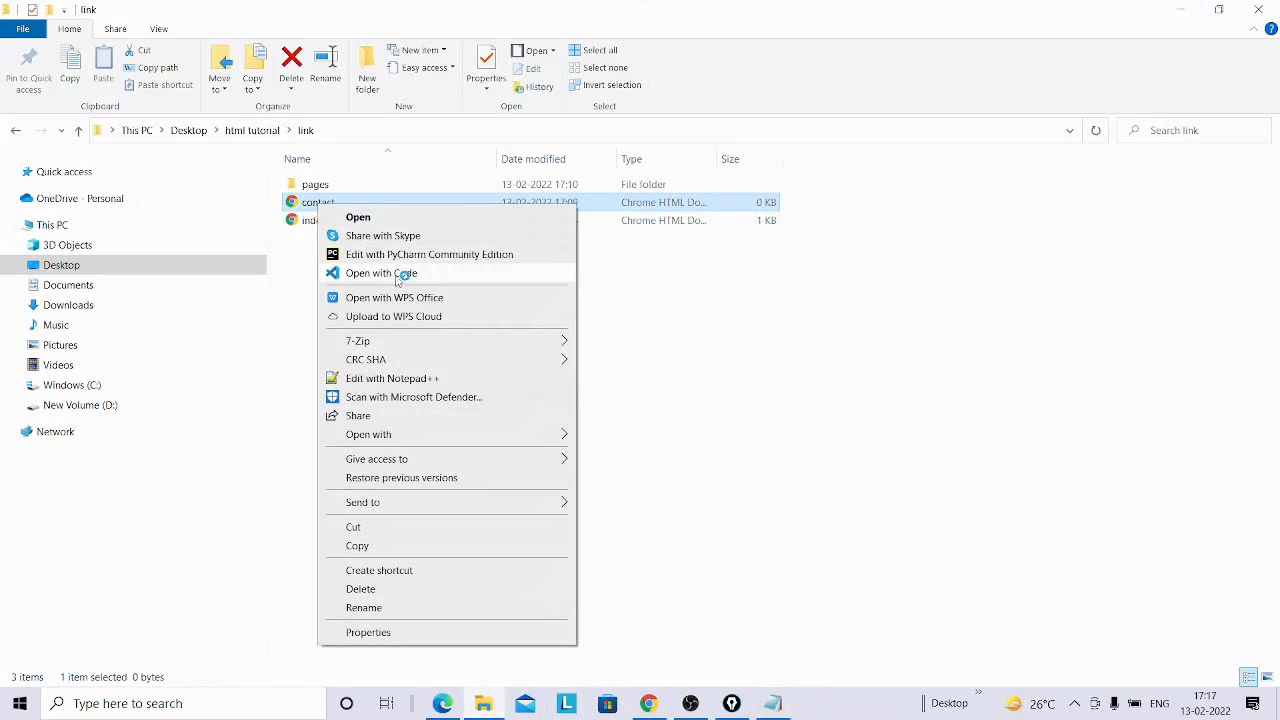 link
File Home Share View
Pin to Quick access
Copy
Paste
Cut
Copy path
Paste shortcut
Move to
Copy to
Delete
Rename
New folder
New item
Easy access
Properties
Open
Edit
History
Select all
Select none
Invert selection
Clipboard Organize New Open Select
This PC Desktop html tutorial link
Search link
Name Date modified Type Size
Quick access
OneDrive - Personal
This PC
3D Objects
Desktop
Documents
Downloads
Music
Pictures
Videos
Windows (C:)
New Volume (D:)
Network
pages 13-02-2022 17:10 File folder
contact 13-02-2022 17:09 Chrome HTML Do... 0 KB
Chrome HTML Do... 1 KB
Open
Share with Skype
Edit with PyCharm Community Edition
Open with Code
Open with WPS Office
Upload to WPS Cloud
7-Zip
CRC SHA
Edit with Notepad++
Scan with Microsoft Defender...
Share
Open with
Give access to
Restore previous versions
Send to
Cut
Copy
Create shortcut
Delete
Rename
Properties
3 items 1 item selected 0 bytes
Type here to search
Desktop
26°C
ENG
17:17
13-02-2022